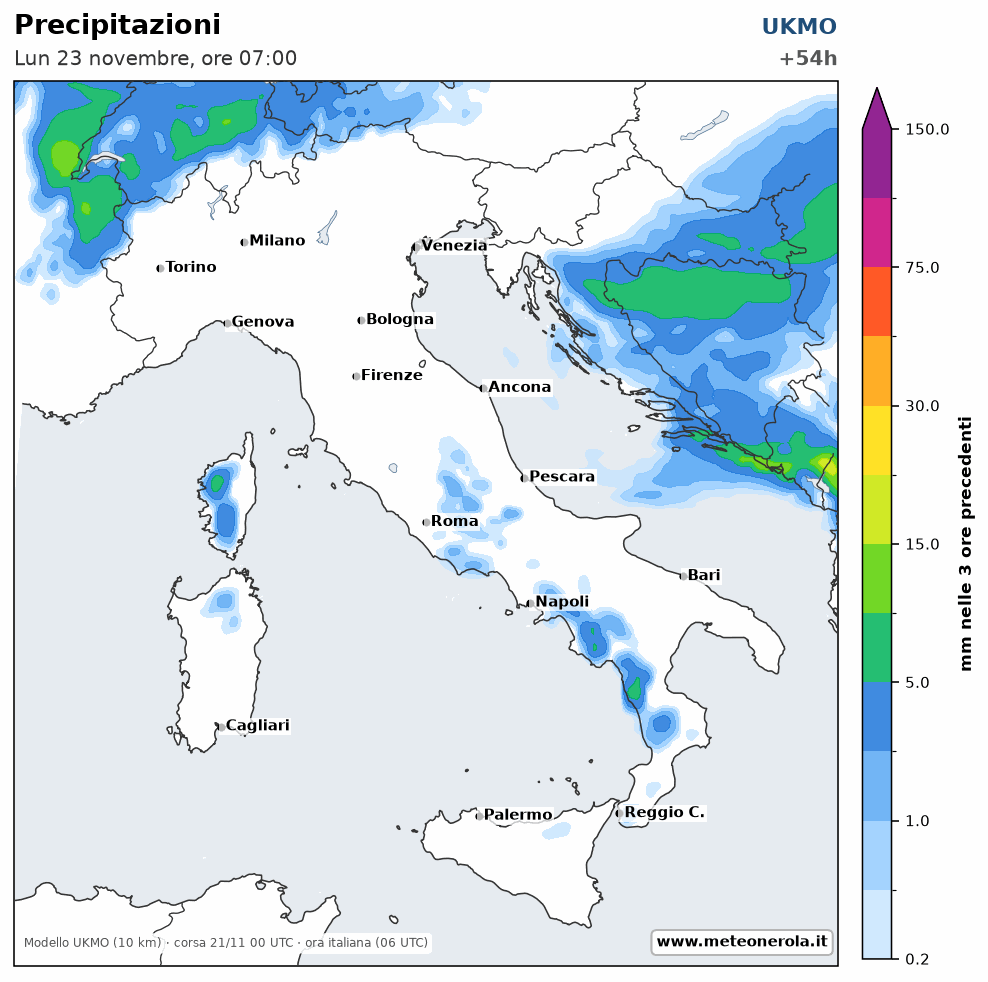 Precipitazioni
UKMO
Lun 23 novembre, ore 07:00
+54h
Milano
Venezia
Torino
Genova
Bologna
Firenze
Ancona
Pescara
Roma
Bari
Napoli
Cagliari
Palermo
Reggio C.
150.0
75.0
30.0
15.0
5.0
1.0
0.2
mm nelle 3 ore precedenti
Modello UKMO (10 km) · corsa 21/11 00 UTC · ora italiana (06 UTC)
www.meteonerola.it